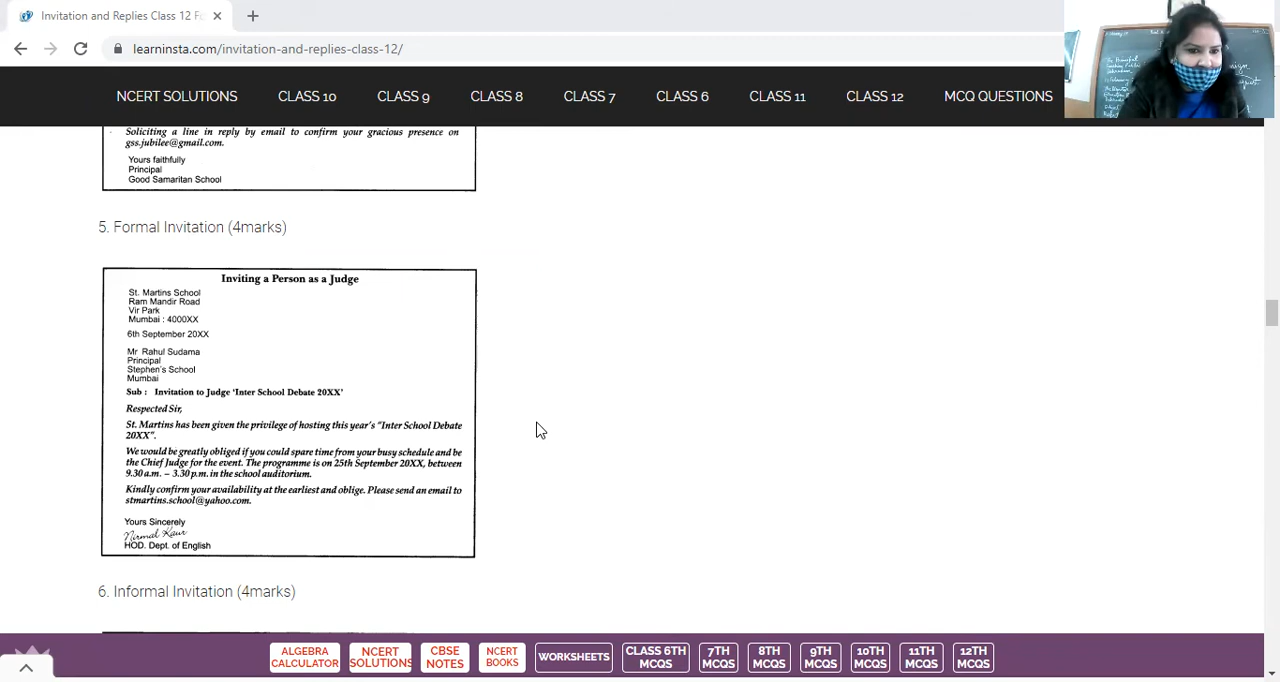 Invitation and Replies Class 12 Fo
learninsta.com/invitation-and-replies-class-12/
NCERT SOLUTIONS CLASS 10 CLASS 9 CLASS 8 CLASS 7 CLASS 6 CLASS 11 CLASS 12 MCQ QUESTIONS
Soliciting a line in reply by email to confirm your gracious presence on
gss.jubilee@gmail.com.
Yours faithfully
Principal
Good Samaritan School
5. Formal Invitation (4marks)
Inviting a Person as a Judge
St. Martins School
Ram Mandir Road
Vir Park
Mumbai : 4000XX
6th September 20XX
Mr Rahul Sudama
Principal
Stephen's School
Mumbai
Sub : Invitation to Judge 'Inter School Debate 20XX'
Respected Sir,
St. Martins has been given the privilege of hosting this year's "Inter School Debate
20XX".
We would be greatly obliged if you could spare time from your busy schedule and be
the Chief Judge for the event. The programme is on 25th September 20XX, between
9.30 a.m. – 3.30 p.m. in the school auditorium.
Kindly confirm your availability at the earliest and oblige. Please send an email to
stmartins.school@yahoo.com.
Yours Sincerely
Nirmal Kaur
HOD. Dept. of English
6. Informal Invitation (4marks)
ALGEBRA CALCULATOR NCERT SOLUTIONS CBSE NOTES NCERT BOOKS WORKSHEETS CLASS 6TH MCQS 7TH MCQS 8TH MCQS 9TH MCQS 10TH MCQS 11TH MCQS 12TH MCQS